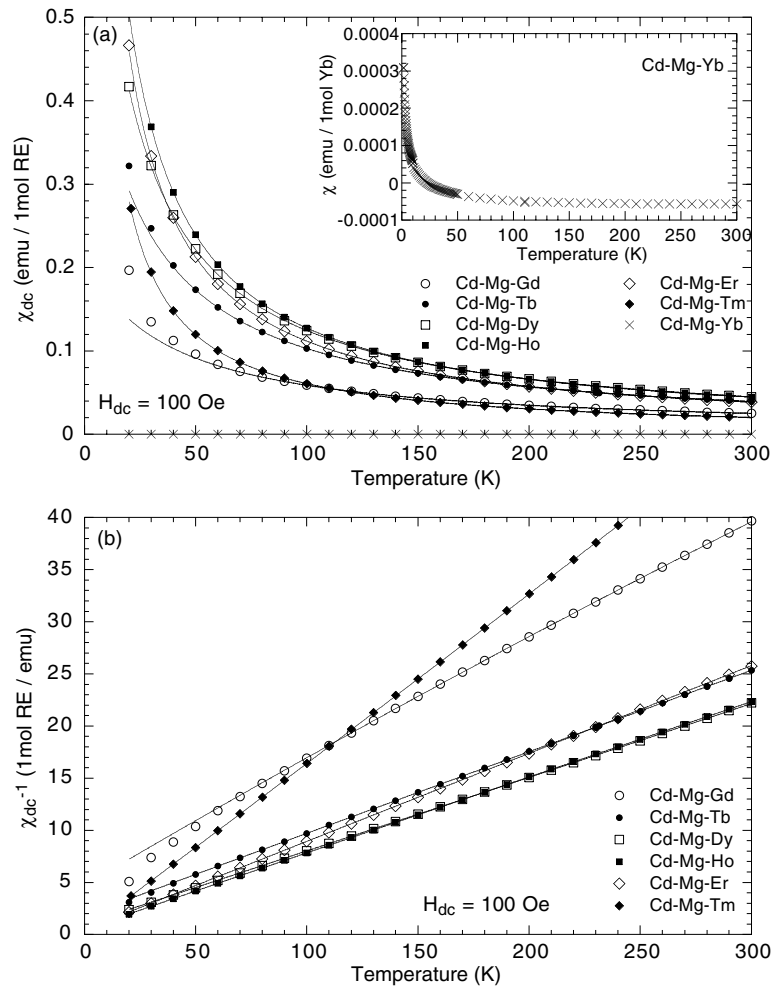 (a)
0.5
0.4
0.3
0.2
0.1
0
χdc (emu / 1mol RE)
0.0004
0.0003
0.0002
0.0001
0
-0.0001
χ (emu / 1mol Yb)
Cd-Mg-Yb
0 50 100 150 200 250 300
Temperature (K)
Cd-Mg-Gd
Cd-Mg-Tb
Cd-Mg-Dy
Cd-Mg-Ho
Cd-Mg-Er
Cd-Mg-Tm
Cd-Mg-Yb
Hdc = 100 Oe
0 50 100 150 200 250 300
Temperature (K)
(b)
40
35
30
25
20
15
10
5
0
χdc-1 (1mol RE / emu)
Cd-Mg-Gd
Cd-Mg-Tb
Cd-Mg-Dy
Cd-Mg-Ho
Cd-Mg-Er
Cd-Mg-Tm
Hdc = 100 Oe
0 50 100 150 200 250 300
Temperature (K)